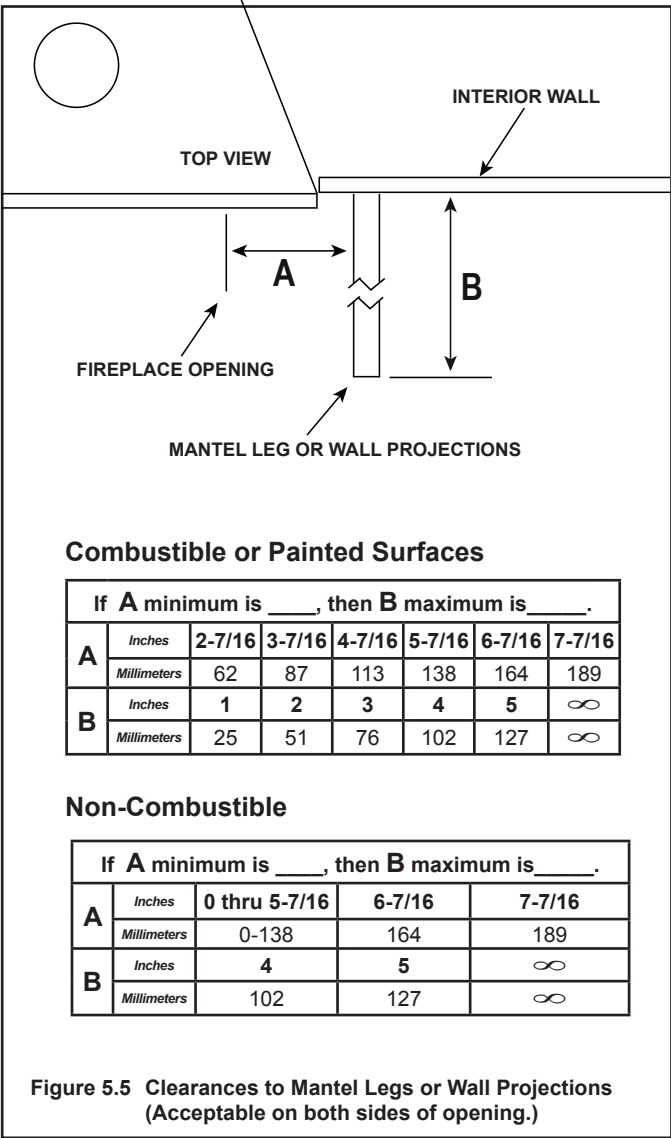 INTERIOR WALL
TOP VIEW
A
B
FIREPLACE OPENING
MANTEL LEG OR WALL PROJECTIONS
Combustible or Painted Surfaces
If A minimum is ____, then B maximum is_____.
A Inches 2-7/16 3-7/16 4-7/16 5-7/16 6-7/16 7-7/16
Millimeters 62 87 113 138 164 189
B Inches 1 2 3 4 5 ∞
Millimeters 25 51 76 102 127 ∞
Non-Combustible
If A minimum is ____, then B maximum is_____.
A Inches 0 thru 5-7/16 6-7/16 7-7/16
Millimeters 0-138 164 189
B Inches 4 5 ∞
Millimeters 102 127 ∞
Figure 5.5 Clearances to Mantel Legs or Wall Projections
(Acceptable on both sides of opening.)